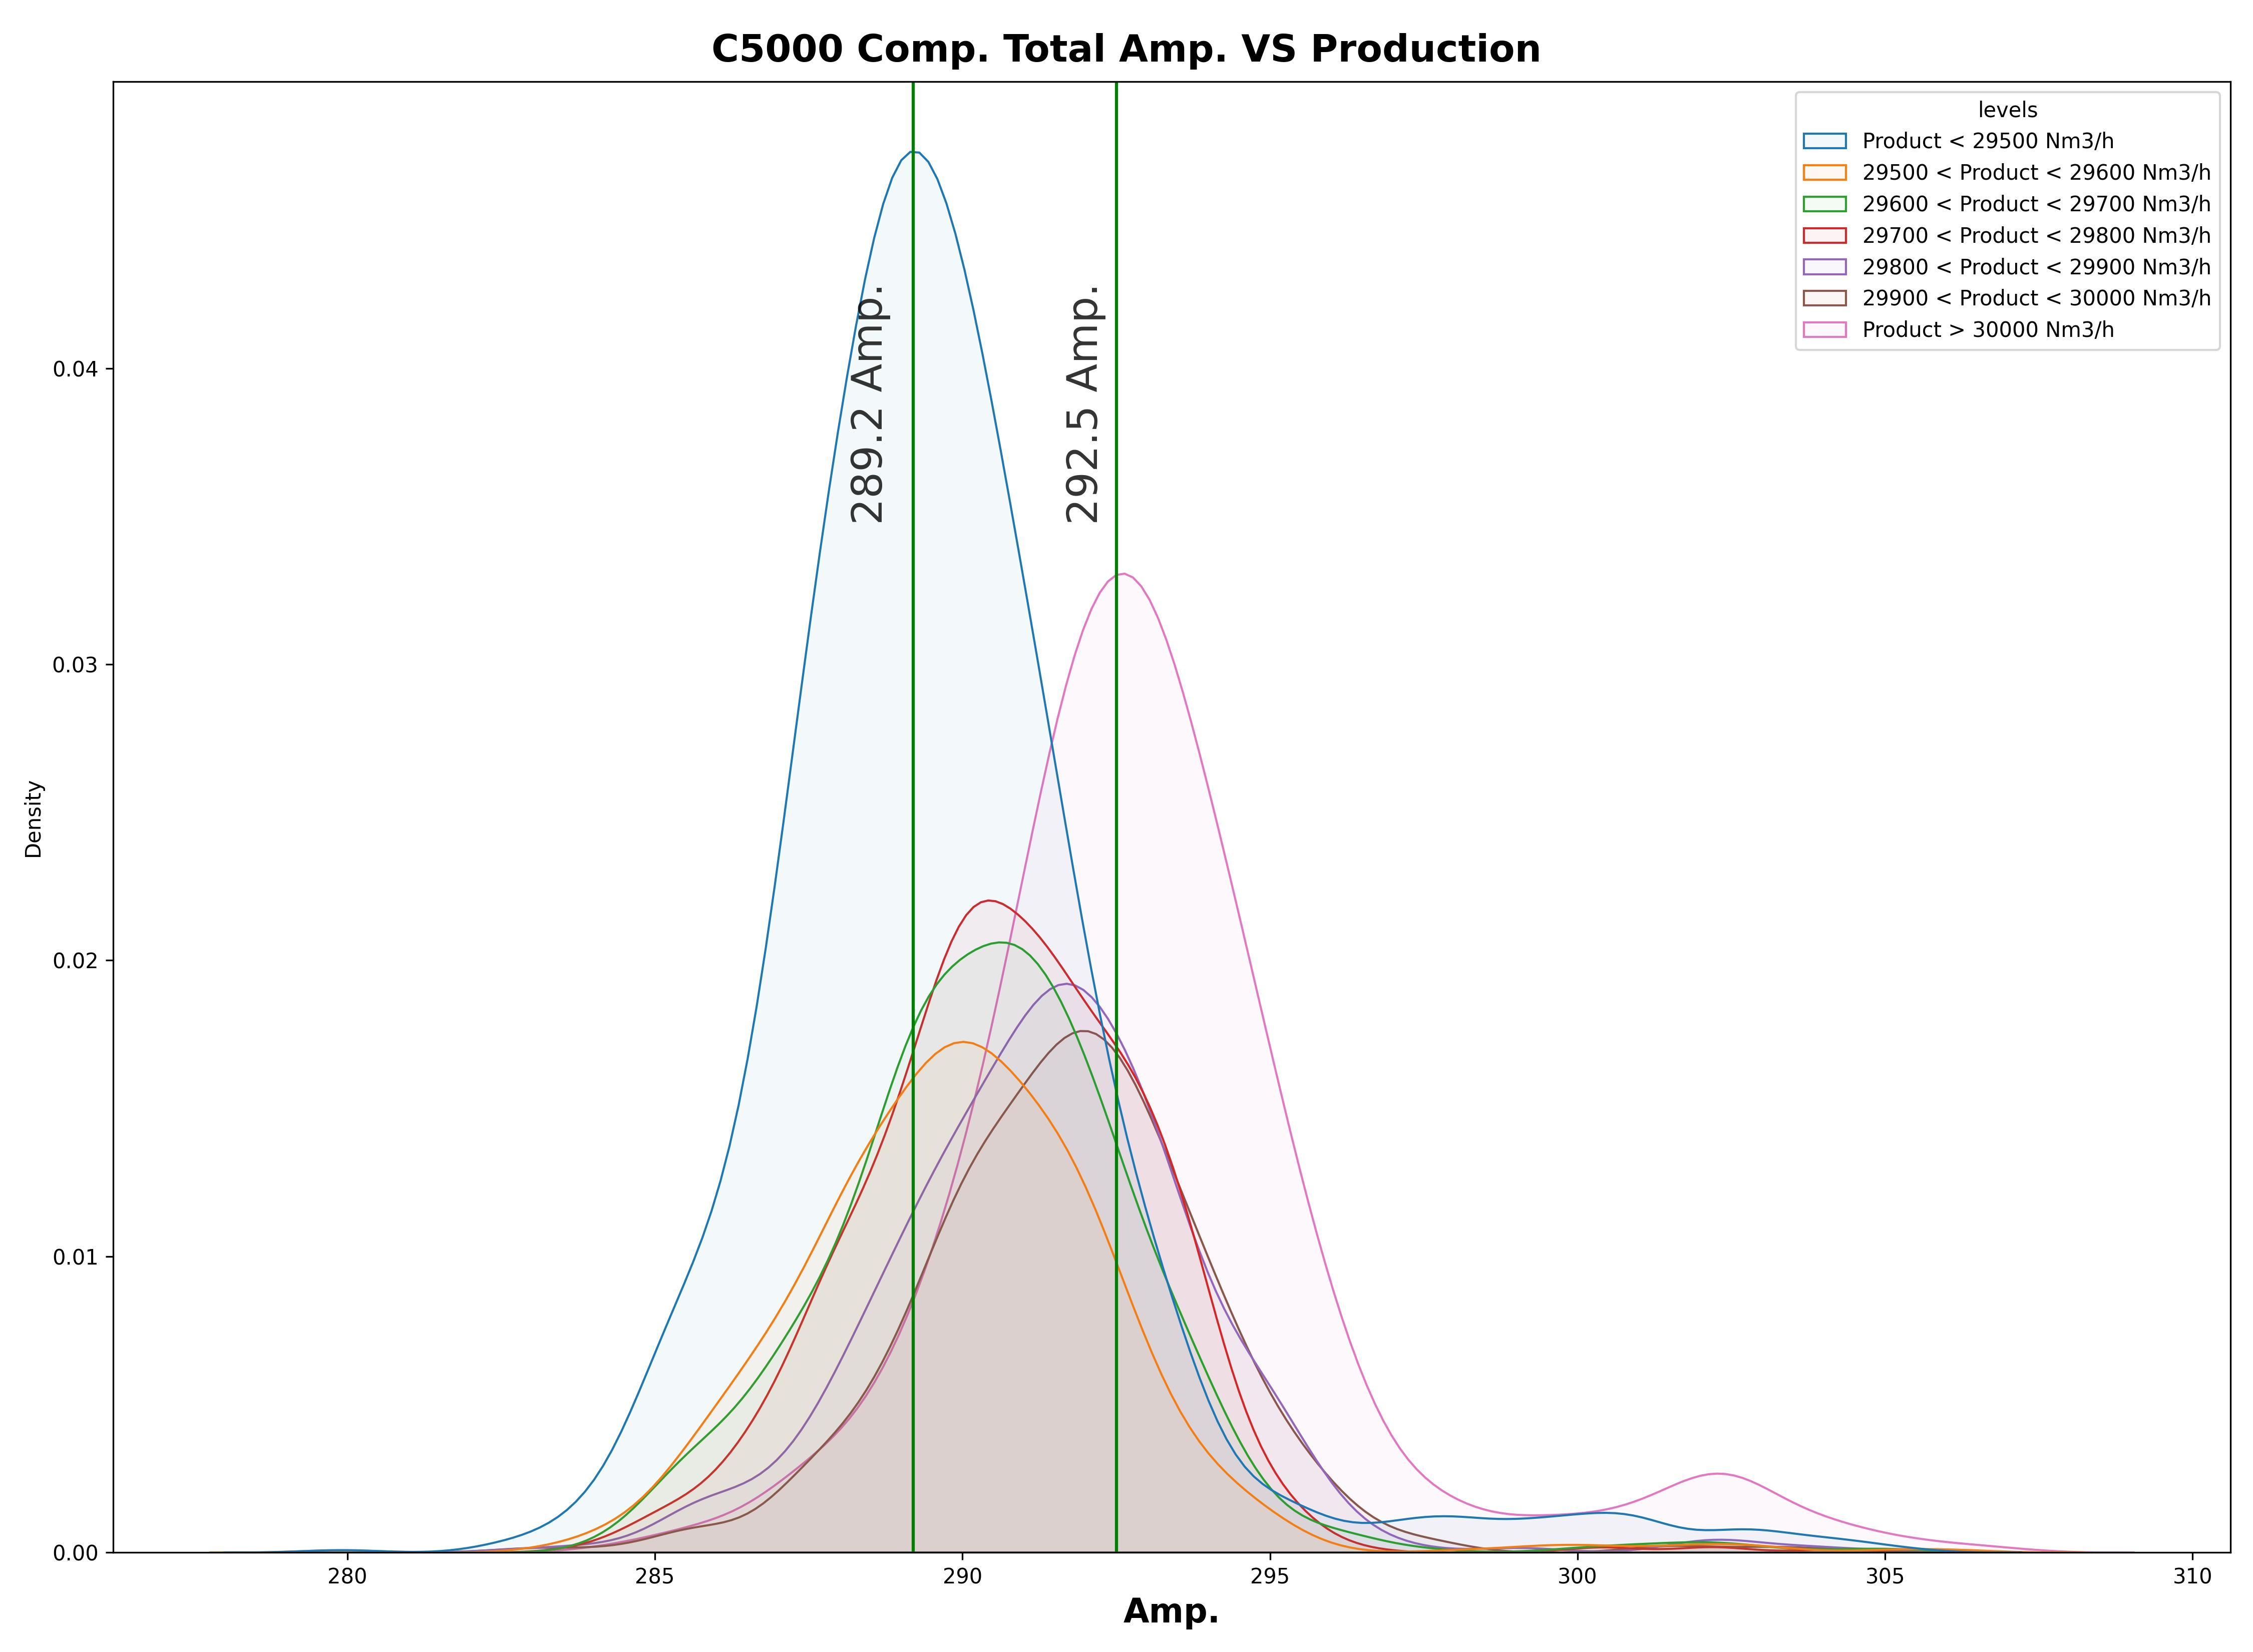 C5000 Comp. Total Amp. VS Production
levels
Product < 29500 Nm3/h
29500 < Product < 29600 Nm3/h
29600 < Product < 29700 Nm3/h
29700 < Product < 29800 Nm3/h
29800 < Product < 29900 Nm3/h
29900 < Product < 30000 Nm3/h
Product > 30000 Nm3/h
289.2 Amp.
292.5 Amp.
Density
0.04
0.03
0.02
0.01
0.00
280
285
290
295
300
305
310
Amp.